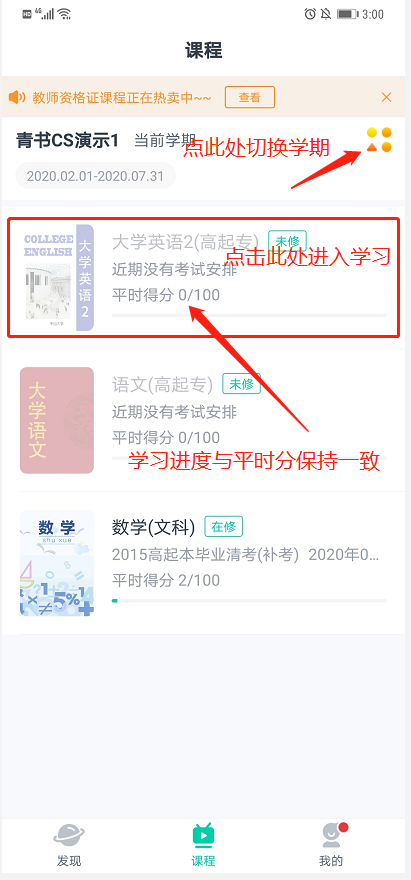 HD 4G 3:00
课程
教师资格证课程正在热卖中~~ 查看
青书CS演示1 当前学期
点此处切换学期
2020.02.01-2020.07.31
COLLEGE
ENGLISH
大学英语2
大学英语2(高起专) 未修
点击此处进入学习
近期没有考试安排
平时得分 0/100
大学语文
语文(高起专) 未修
近期没有考试安排
平时得分 0/100
学习进度与平时分保持一致
数学
shu xue
数学(文科) 在修
2015高起本毕业清考(补考) 2020年0...
平时得分 2/100
发现
课程
我的